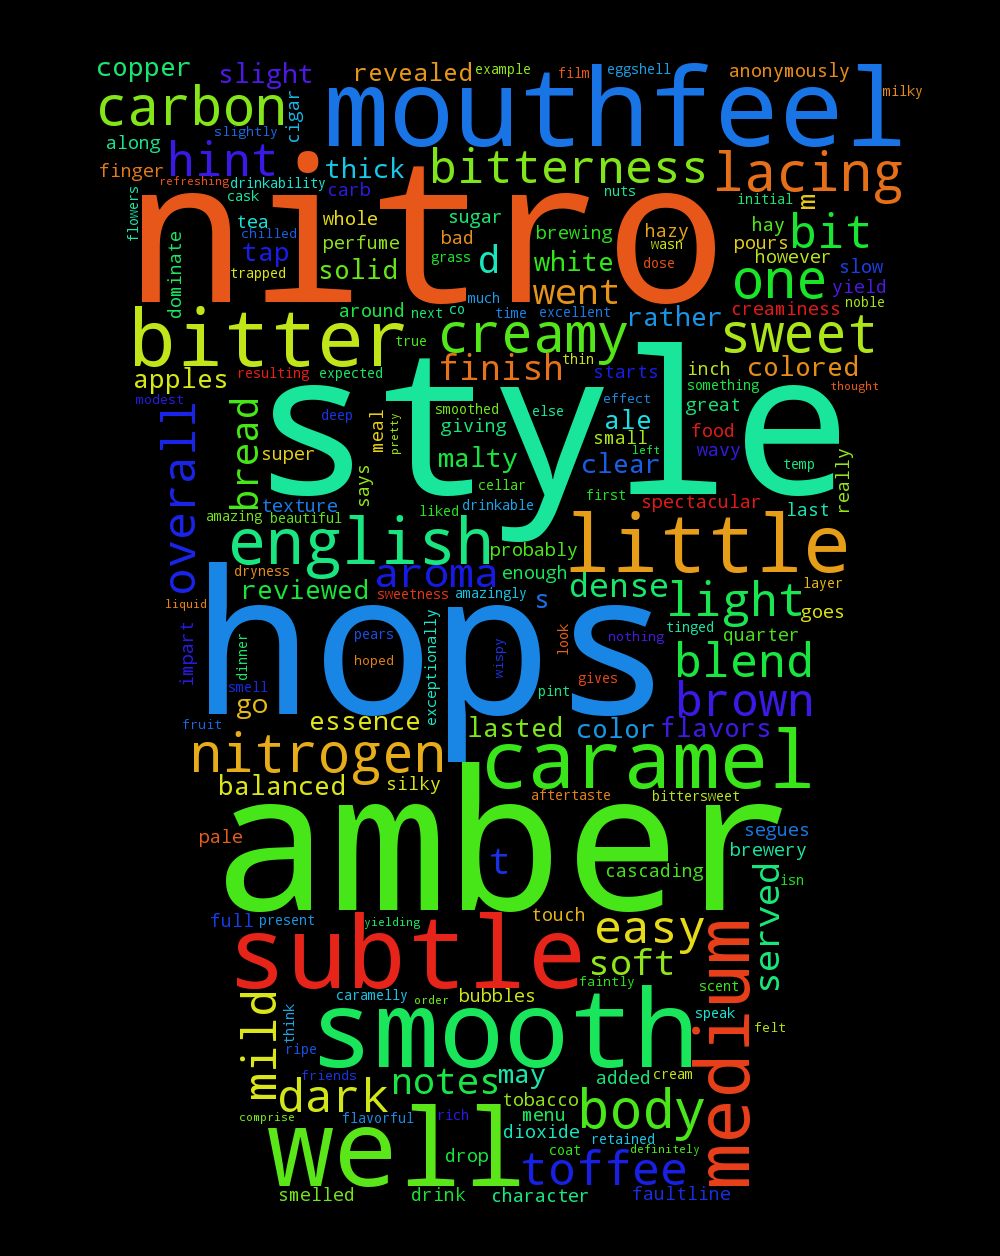 copper slight revealed example film eggshell anonymously
carbon cigar mouthfeel milky
along slightly
finger hint thick bitterness lacing
refreshing drinkability carb nuts initial m
flowers cask nitro
tea whole sugar hay bit
chilled perfume bad brewing hazy pours
dominate tap grass d wasn however
trapped solid white dose one slow
went yield
around next much co time excellent creaminess noble
bitter true creamy rather sweet
apples resulting expected finish thin starts inch colored
modest deep style effect something thought
overall bread meal pretty smoothed else ale great
super giving small food
says malty clear left wavy temp really
texture cellar first spectacular
amazing beautiful liked drinkable last
english probably little
dryness aroma enough dense layer
reviewed sweetness amazingly s light goes
liquid hops tinged quarter
impart dinner pears exceptionally look nothing
hoped wispy blend
smell gives brown
go pint
fruit essence lasted color flavors
nitrogen caramel
balanced silky aftertaste bittersweet
pale amber segues
t brewery
cascading served isn
full present yielding touch easy
subtle soft medium
faintly scent
mild caramelly order bubbles speak
think smooth felt
ripe
friends notes may added cream
dark tobacco body
comprise flavorful rich menu
well dioxide retained
drop coat definitely
toffee
smelled drink character faultline